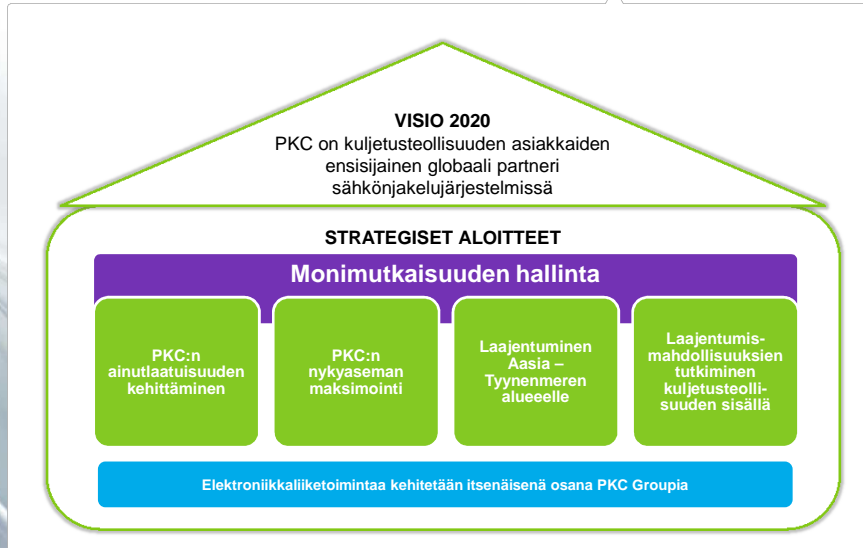 VISIO 2020
PKC on kuljetusteollisuuden asiakkaiden
ensisijainen globaali partneri
sähkönjakelujärjestelmissä
STRATEGISET ALOITTEET
Monimutkaisuuden hallinta
PKC:n
ainutlaatuisuuden
kehittäminen
PKC:n
nykyaseman
maksimointi
Laajentuminen
Aasia –
Tyynenmeren
alueeelle
Laajentumis-
mahdollisuuksien
tutkiminen
kuljetusteolli-
suuden sisällä
Elektroniikkaliiketoimintaa kehitetään itsenäisenä osana PKC Groupia